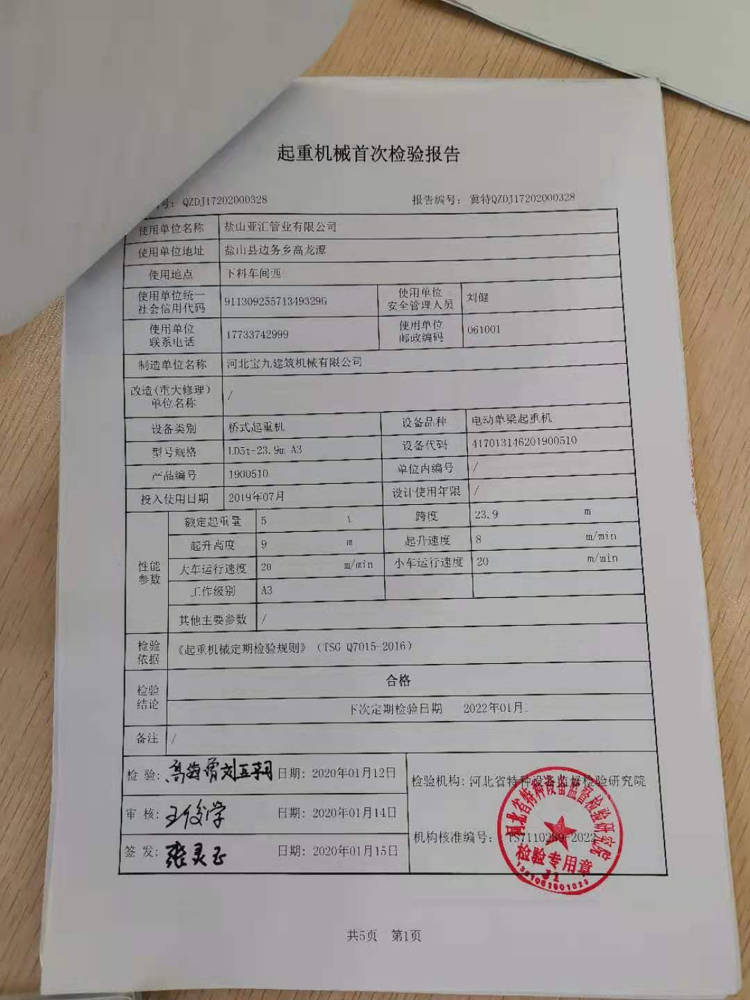 起重机械首次检验报告
编号: QZDJ17202000328 报告编号: 冀特QZDJ17202000328
使用单位名称 盐山亚汇管业有限公司
使用单位地址 盐山县边务乡高龙潭
使用地点 下料车间西
使用单位统一 使用单位
社会信用代码 91130925571349329G 安全管理人员 刘健
使用单位 使用单位
联系电话 17733742999 邮政编码 061001
制造单位名称 河北宝九建筑机械有限公司
改造(重大修理)
单位名称 /
设备类别 桥式起重机 设备品种 电动单梁起重机
型号规格 LD5t-23.9m A3 设备代码 417013146201900510
产品编号 1900510 单位内编号 /
投入使用日期 2019年07月 设计使用年限 /
性能
参数
额定起重量 5 t 跨度 23.9 m
起升高度 9 m 起升速度 8 m/min
大车运行速度 20 m/min 小车运行速度 20 m/min
工作级别 A3
其他主要参数 /
检验
依据 《起重机械定期检验规则》(TSG Q7015-2016)
检验
结论
合格
下次定期检验日期 2022年01月
备注 /
检 验: 日期: 2020年01月12日 检验机构: 河北省特种设备监督检验研究院
审 核: 王俊学 日期: 2020年01月14日
机构核准编号: TS7110289-2022
签 发: 张灵玉 日期: 2020年01月15日
河北省特种设备监督检验研究院
检验专用章
共5页 第1页